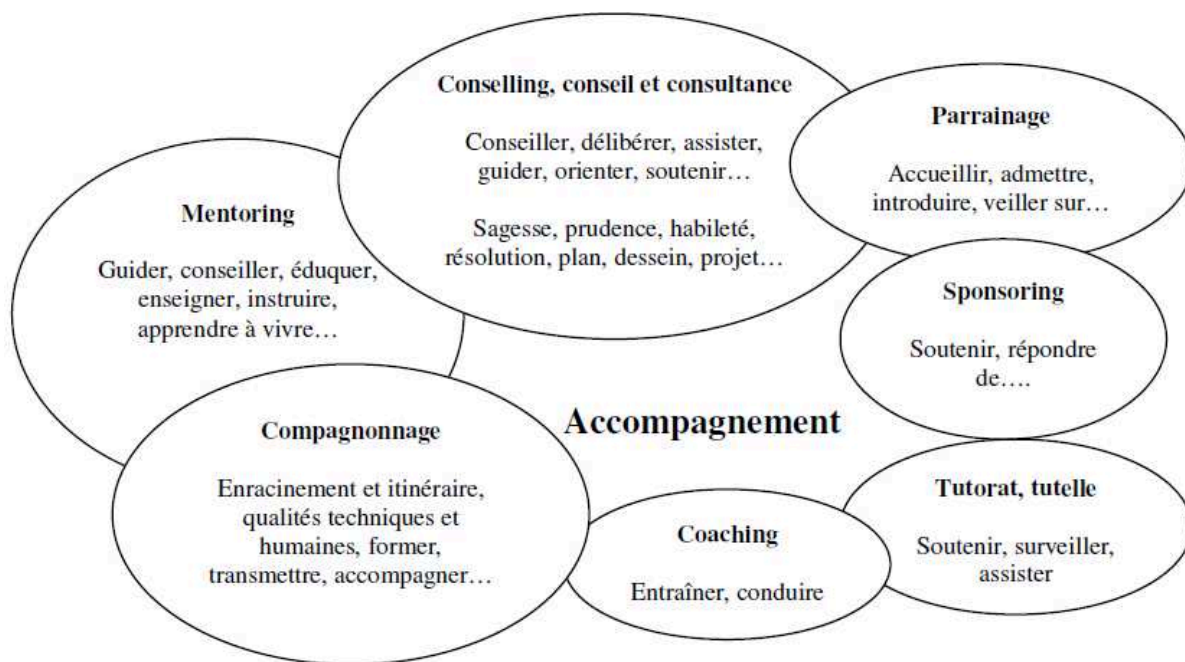 Conselling, conseil et consultance
Conseiller, délibérer, assister,
guider, orienter, soutenir…
Sagesse, prudence, habileté,
résolution, plan, dessein, projet…
Parrainage
Accueillir, admettre,
introduire, veiller sur…
Mentoring
Guider, conseiller, éduquer,
enseigner, instruire,
apprendre à vivre…
Sponsoring
Soutenir, répondre
de….
Accompagnement
Compagnonnage
Enracinement et itinéraire,
qualités techniques et
humaines, former,
transmettre, accompagner…
Coaching
Entraîner, conduire
Tutorat, tutelle
Soutenir, surveiller,
assister